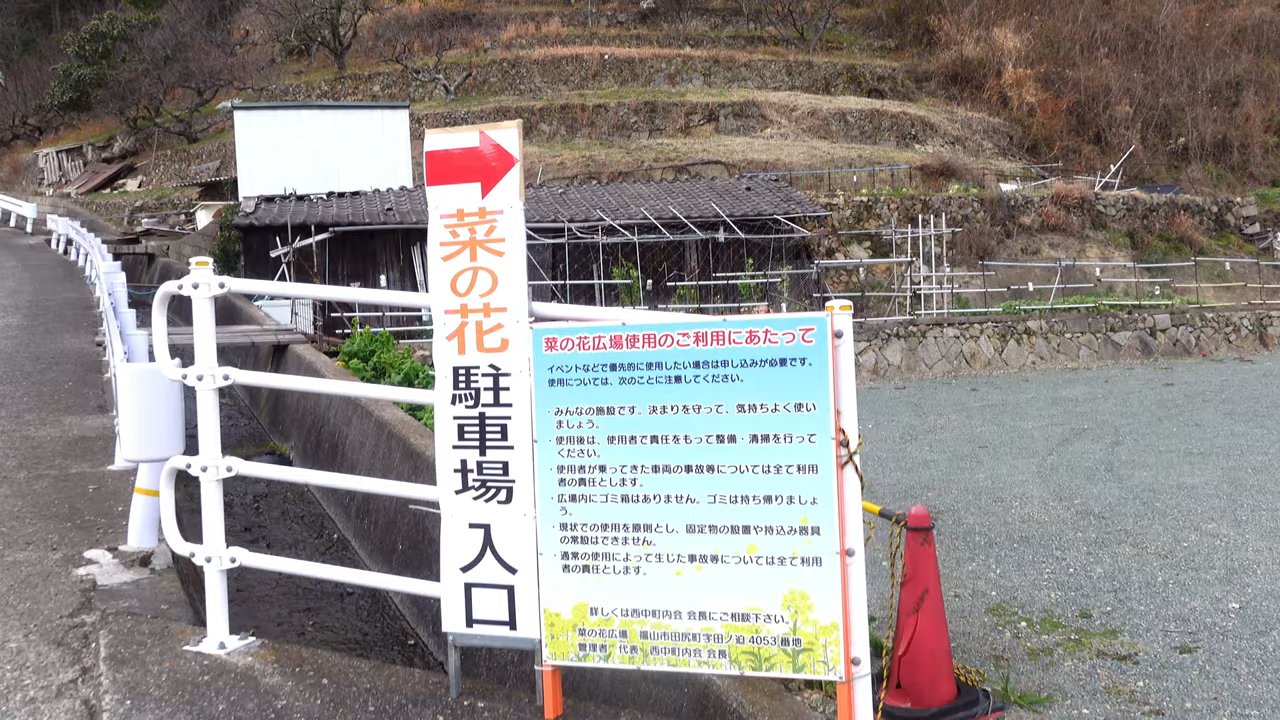 菜の花
駐車場
入口
菜の花広場使用のご利用にあたって
イベントなどで優先的に使用したい場合は申し込みが必要です。
使用については、次のことに注意してください。
・みんなの施設です。決まりを守って、気持ちよく使い
ましょう。
・使用後は、使用者で責任をもって整備・清掃を行って
ください。
・使用者が乗ってきた車両の事故等については全て利用
者の責任とします。
・広場内にゴミ箱はありません。ゴミは持ち帰りましょ
う。
・現状での使用を原則とし、固定物の設置や持込み器具
の常設はできません。
・通常の使用によって生じた事故等については全て利用
者の責任とします。
詳しくは西中町内会 会長にご相談下さい。
菜の花広場 福山市田尻町字田ノ迫 4053 番地
管理者 代表 西中町内会 会長